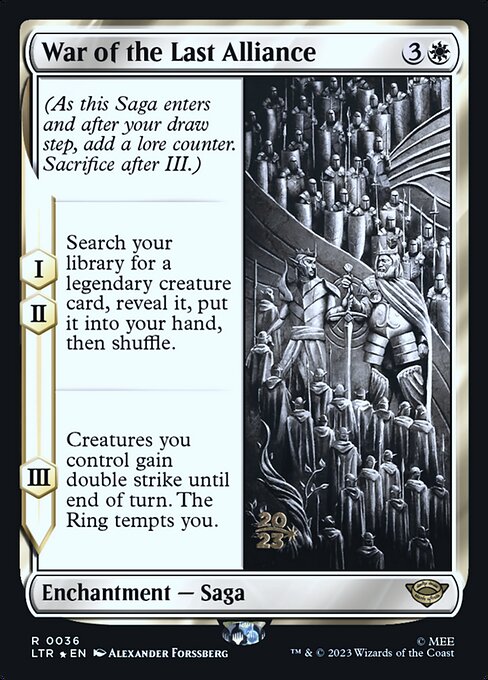 War of the Last Alliance 3
(As this Saga enters
and after your draw
step, add a lore counter.
Sacrifice after III.)
I
II
Search your
library for a
legendary creature
card, reveal it, put
it into your hand,
then shuffle.
III
Creatures you
control gain
double strike until
end of turn. The
Ring tempts you.
20
23
Enchantment — Saga
R 0036
LTR ★ EN Alexander Forssberg
© MEE
™ & © 2023 Wizards of the Coast